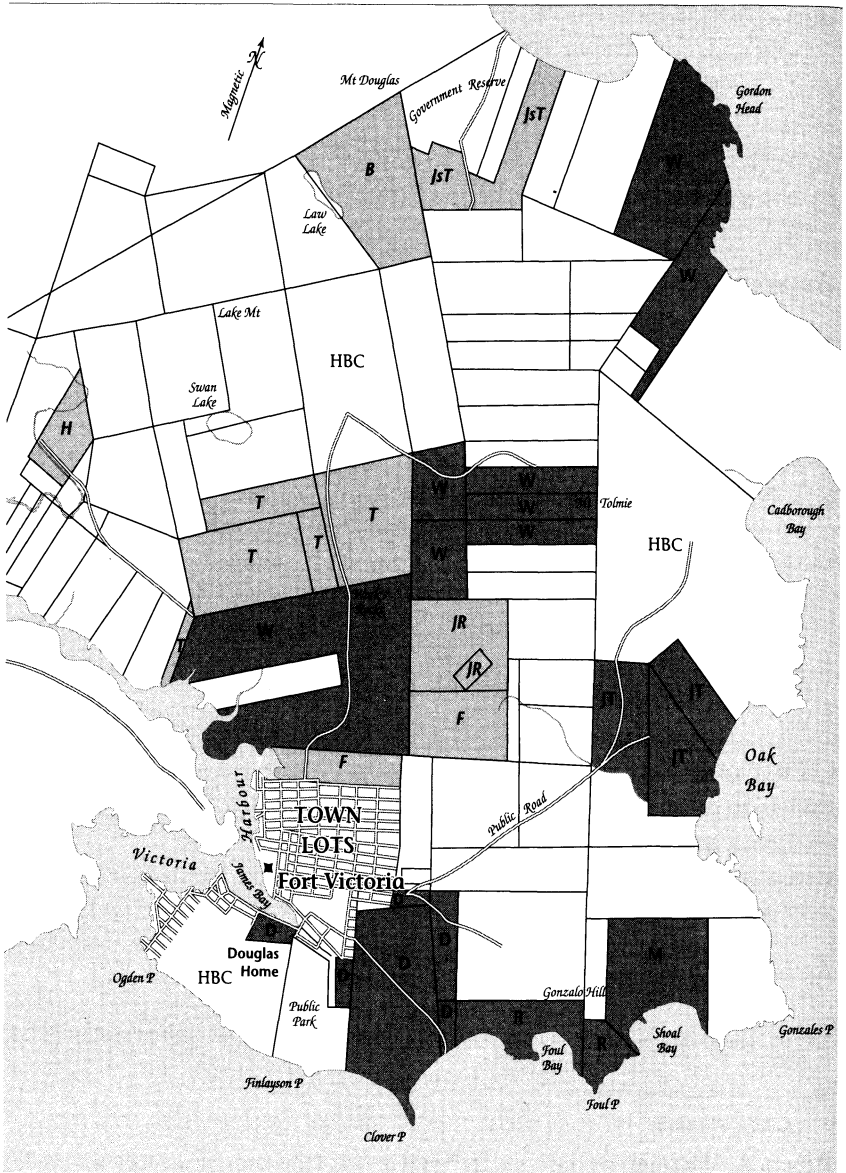 Magnetic
N
Mt Douglas
Government Reserve
Gordon
Head
JsT
JsT
B
W
Law
Lake
W
Lake Mt
HBC
Swan
Lake
H
W
W
T
T
W
Tolmie
Cadborough
Bay
T
T
W
W
HBC
T
W
JR
JR
JT
JT
F
JT
F
Oak
Bay
Harbour
TOWN
LOTS
Public Road
Victoria
James Bay
Fort Victoria
D
D
D
D
M
Douglas
Home
Ogden P
HBC
D
Gonzalo Hill
Public
Park
D
R
R
Shoal
Bay
Gonzales P
Foul
Bay
Finlayson P
Foul P
Clover P